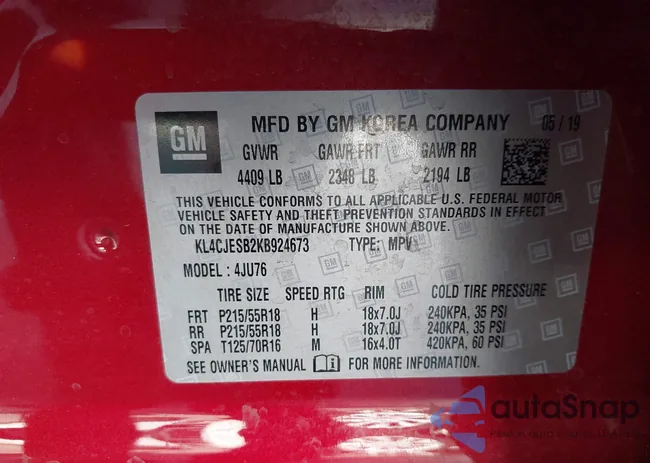 GM
MFD BY GM KOREA COMPANY 05/19
GVWR GAWR FRT GAWR RR
4409 LB 2348 LB 2194 LB
THIS VEHICLE CONFORMS TO ALL APPLICABLE U.S. FEDERAL MOTOR
VEHICLE SAFETY AND THEFT PREVENTION STANDARDS IN EFFECT
ON THE DATE OF MANUFACTURE SHOWN ABOVE.
KL4CJESB2KB924673 TYPE: MPV
MODEL: 4JU76
TIRE SIZE SPEED RTG RIM COLD TIRE PRESSURE
FRT P215/55R18 H 18x7.0J 240KPA, 35 PSI
RR P215/55R18 H 18x7.0J 240KPA, 35 PSI
SPA T125/70R16 M 16x4.0T 420KPA, 60 PSI
SEE OWNER'S MANUAL FOR MORE INFORMATION.
autaSnap